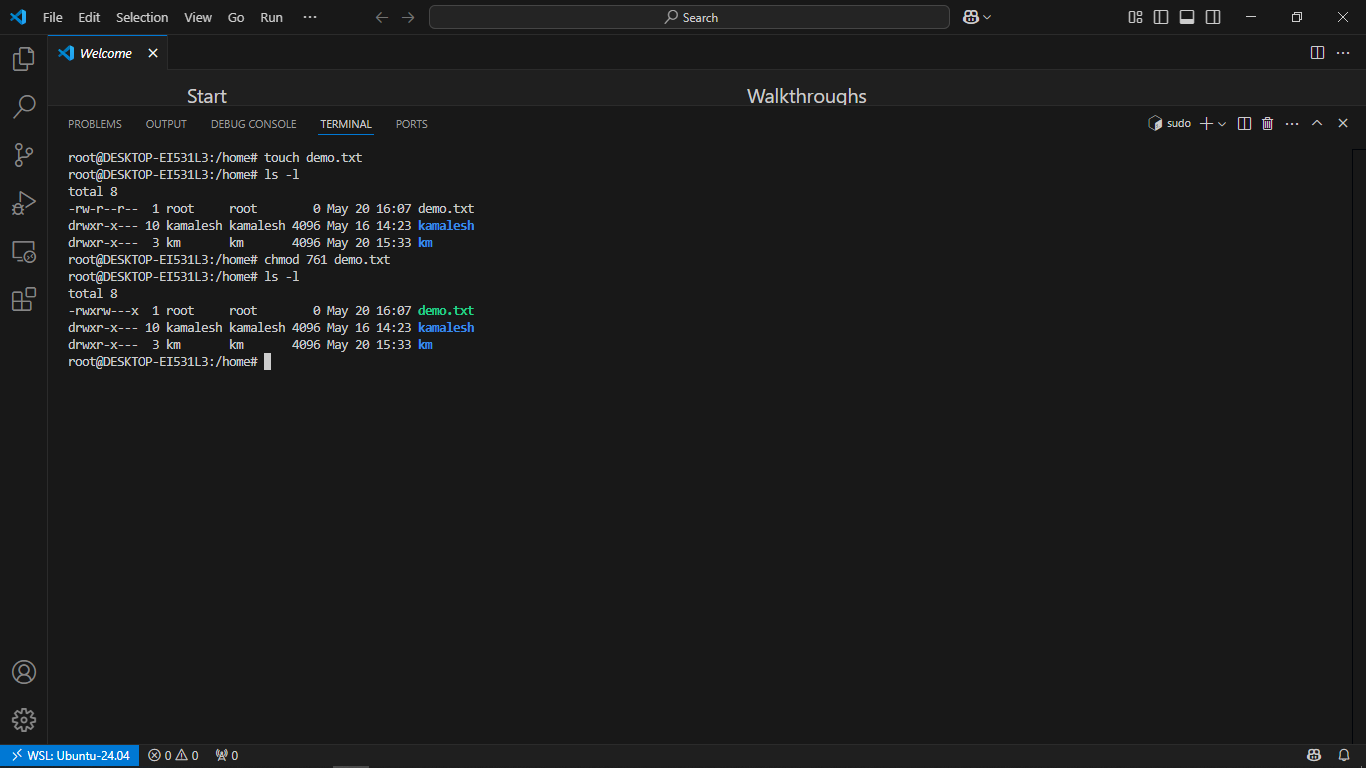 File Edit Selection View Go Run ··· Search
Welcome
Start Walkthroughs
PROBLEMS OUTPUT DEBUG CONSOLE TERMINAL PORTS sudo
root@DESKTOP-EI531L3:/home# touch demo.txt
root@DESKTOP-EI531L3:/home# ls -l
total 8
-rw-r--r--  1 root     root        0 May 20 16:07 demo.txt
drwxr-x--- 10 kamalesh kamalesh 4096 May 16 14:23 kamalesh
drwxr-x---  3 km       km       4096 May 20 15:33 km
root@DESKTOP-EI531L3:/home# chmod 761 demo.txt
root@DESKTOP-EI531L3:/home# ls -l
total 8
-rwxrw---x  1 root     root        0 May 20 16:07 demo.txt
drwxr-x--- 10 kamalesh kamalesh 4096 May 16 14:23 kamalesh
drwxr-x---  3 km       km       4096 May 20 15:33 km
root@DESKTOP-EI531L3:/home#
WSL: Ubuntu-24.04 0 0 0